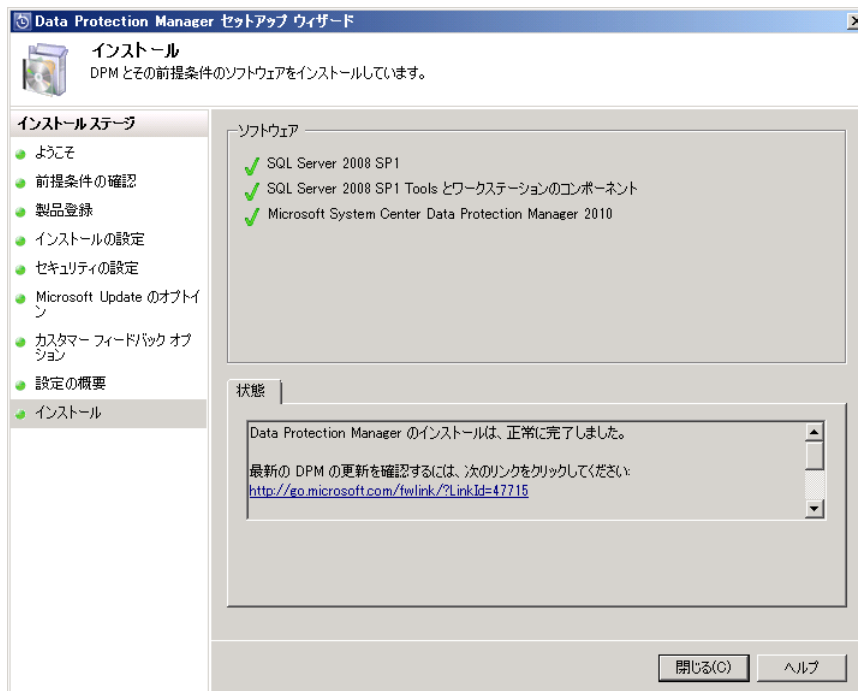 Data Protection Manager セットアップ ウィザード
インストール
DPM とその前提条件のソフトウェアをインストールしています。
インストール ステージ
ようこそ
前提条件の確認
製品登録
インストールの設定
セキュリティの設定
Microsoft Update のオプトイ
ン
カスタマー フィードバック オプ
ション
設定の概要
インストール
ソフトウェア
SQL Server 2008 SP1
SQL Server 2008 SP1 Tools とワークステーションのコンポーネント
Microsoft System Center Data Protection Manager 2010
状態
Data Protection Manager のインストールは、正常に完了しました。
最新の DPM の更新を確認するには、次のリンクをクリックしてください:
http://go.microsoft.com/fwlink/?LinkId=47715
閉じる(C)
ヘルプ